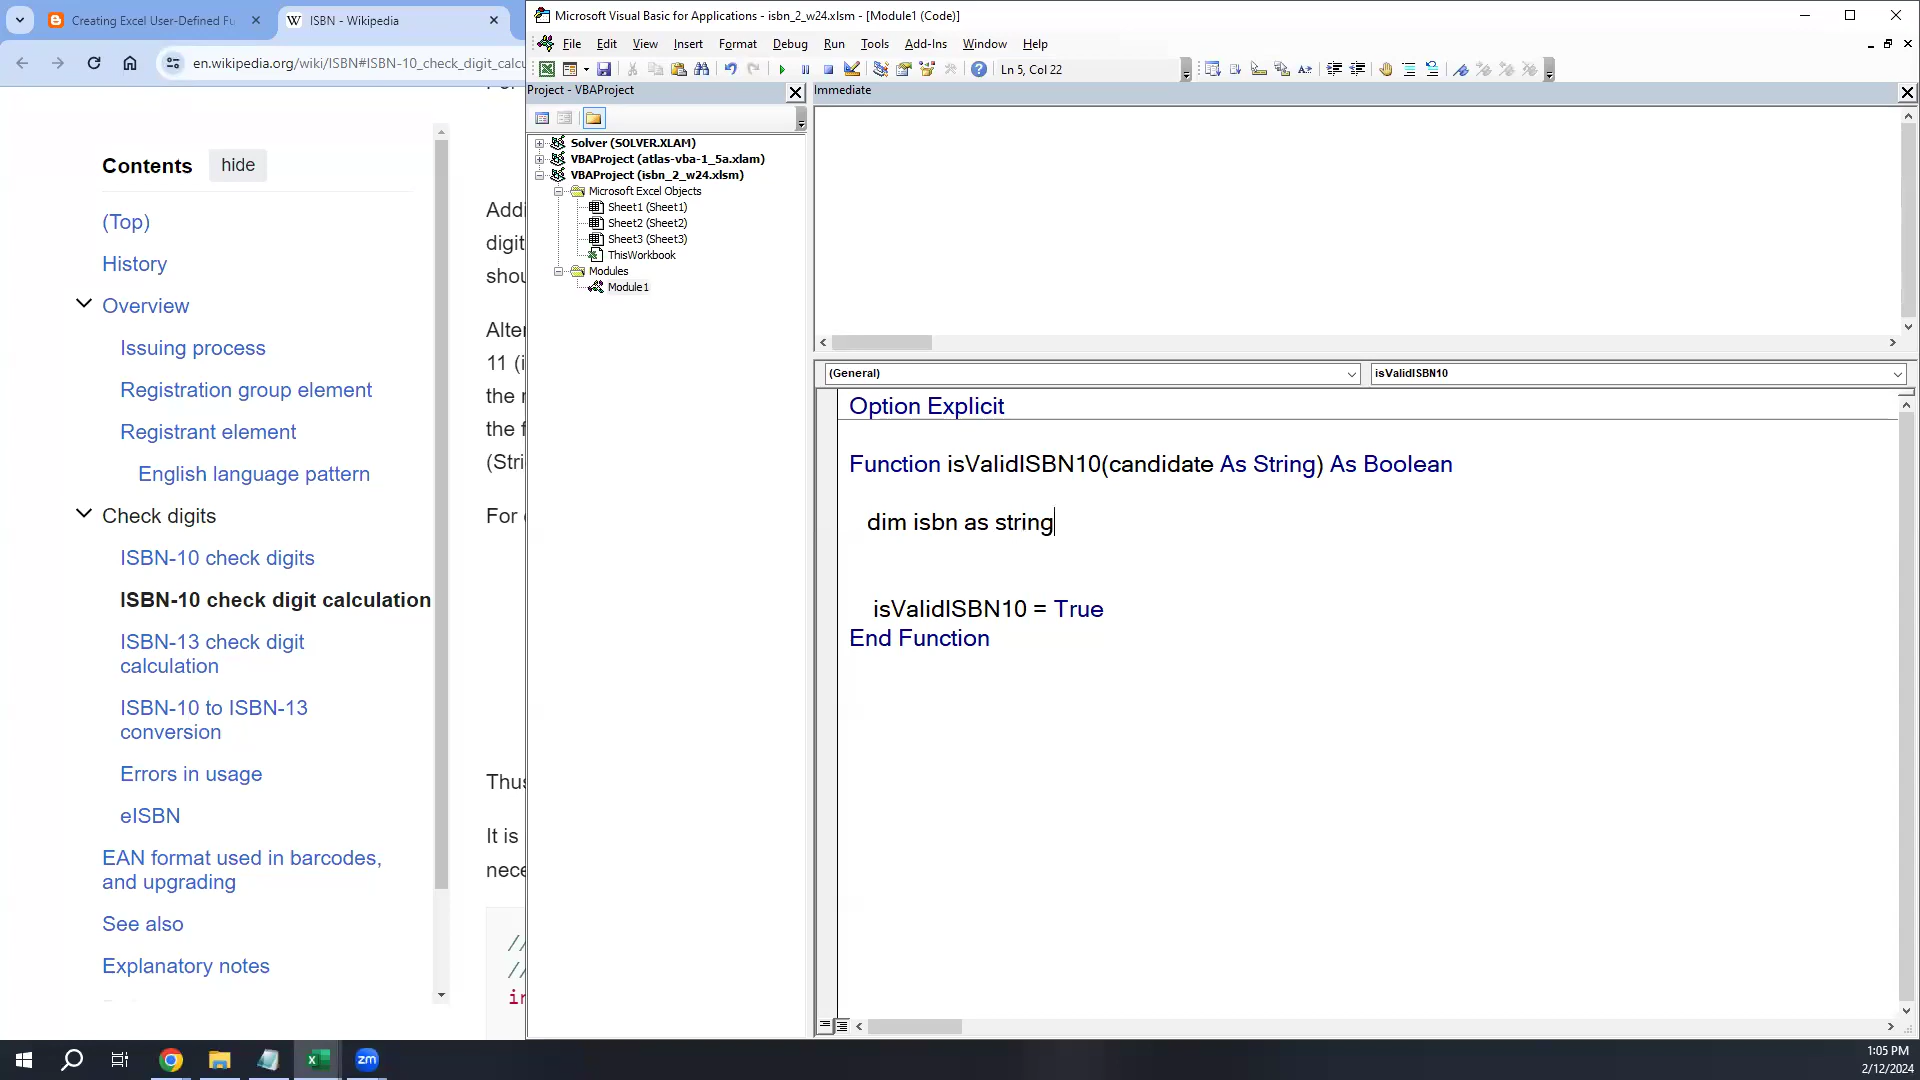 Creating Excel User-Defined Fu
ISBN - Wikipedia
en.wikipedia.org/wiki/ISBN#ISBN-10_check_digit_calcu
Contents
hide
(Top)
History
Overview
Issuing process
Registration group element
Registrant element
English language pattern
Check digits
ISBN-10 check digits
ISBN-10 check digit calculation
ISBN-13 check digit
calculation
ISBN-10 to ISBN-13
conversion
Errors in usage
eISBN
EAN format used in barcodes,
and upgrading
See also
Explanatory notes
Addi
digit
shou
Alter
11 (i
the r
the f
(Stri
For
Thus
It is
nece
//
//
in
Microsoft Visual Basic for Applications - isbn_2_w24.xlsm - [Module1 (Code)]
File Edit View Insert Format Debug Run Tools Add-Ins Window Help
Ln 5, Col 22
Project - VBAProject
Solver (SOLVER.XLAM)
VBAProject (atlas-vba-1_5a.xlam)
VBAProject (isbn_2_w24.xlsm)
Microsoft Excel Objects
Sheet1 (Sheet1)
Sheet2 (Sheet2)
Sheet3 (Sheet3)
ThisWorkbook
Modules
Module1
Immediate
(General)
isValidISBN10
Option Explicit
Function isValidISBN10(candidate As String) As Boolean
dim isbn as string
isValidISBN10 = True
End Function
zm
1:05 PM
2/12/2024